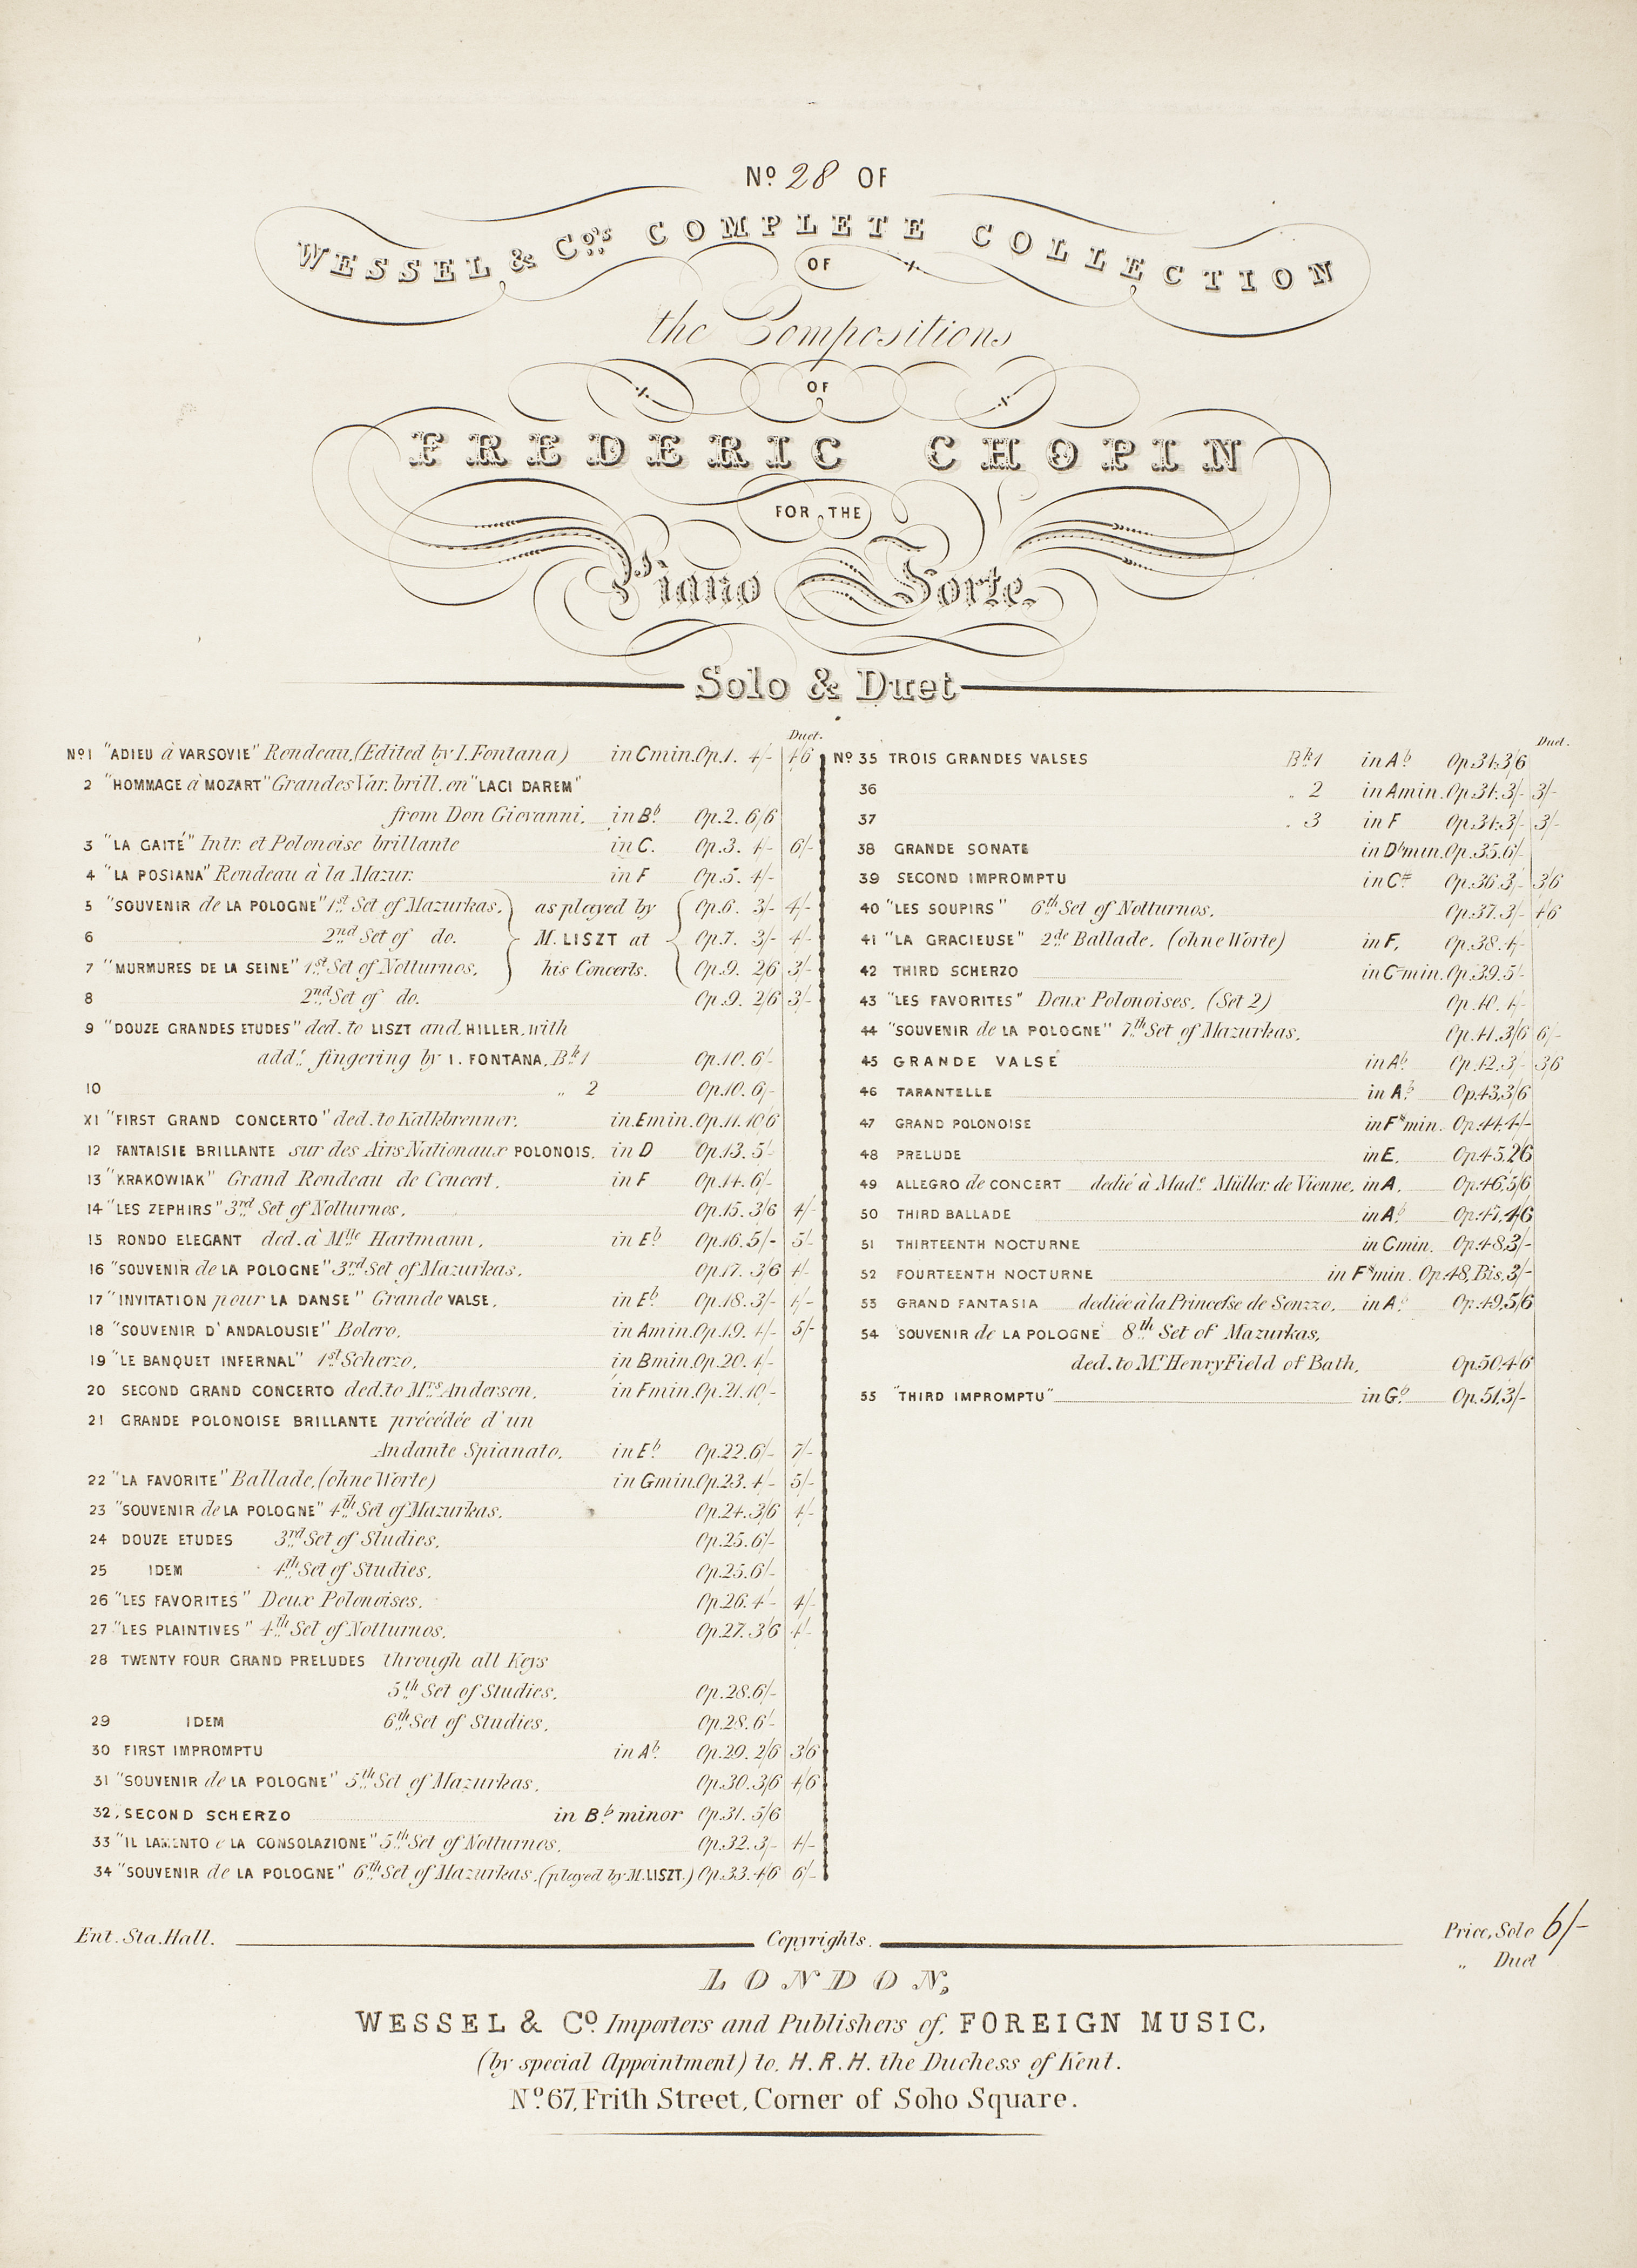 No 28 OF
WESSEL & Co's COMPLETE COLLECTION
OF
the Compositions
OF
FREDERIC CHOPIN
FOR THE
Piano Forte.
Solo & Duet
Duet.
No 1 "ADIEU à VARSOVIE" Rondeau, (Edited by I. Fontana) in C min. Op. 1. 4/- 4/6
2 "HOMMAGE à MOZART" Grandes Var. brill. on "LACI DAREM"
from Don Giovanni. in B♭ Op. 2. 6/6
3 "LA GAITÉ" Intr. et Polonoise brillante in C. Op. 3. 4/- 6/-
4 "LA POSIANA" Rondeau à la Mazur. in F Op. 5. 4/-
5 "SOUVENIR de LA POLOGNE" 1st Set of Mazurkas. as played by Op. 6. 3/- 4/-
6 2nd Set of do. M. LISZT at Op. 7. 3/- 4/-
7 "MURMURES DE LA SEINE" 1st Set of Notturnos. his Concerts. Op. 9. 2/6 3/-
8 2nd Set of do. Op. 9. 2/6 3/-
9 "DOUZE GRANDES ETUDES" ded. to LISZT and. HILLER. with
addl. fingering by I. FONTANA. Bk 1 Op. 10. 6/-
10 " 2 Op. 10. 6/-
XI "FIRST GRAND CONCERTO" ded. to Kalkbrenner. in E min. Op. 11. 10/6
12 FANTAISIE BRILLANTE sur des Airs Nationaux POLONOIS. in D Op. 13. 5/-
13 "KRAKOWIAK" Grand Rondeau de Concert. in F Op. 14. 6/-
14 "LES ZEPHIRS" 3rd Set of Notturnos. Op. 15. 3/6 4/-
15 RONDO ELEGANT ded. à Mlle Hartmann. in E♭ Op. 16. 5/- 5/-
16 "SOUVENIR de LA POLOGNE" 3rd Set of Mazurkas. Op. 17. 3/6 4/-
17 "INVITATION pour LA DANSE" Grande VALSE. in E♭ Op. 18. 3/- 4/-
18 "SOUVENIR D'ANDALOUSIE" Bolero. in A min. Op. 19. 4/- 5/-
19 "LE BANQUET INFERNAL" 1st Scherzo. in B min. Op. 20. 4/-
20 SECOND GRAND CONCERTO ded. to Mrs Anderson. in F min. Op. 21. 10/-
21 GRANDE POLONOISE BRILLANTE précédée d'un
Andante Spianato. in E♭ Op. 22. 6/- 7/-
22 "LA FAVORITE" Ballade, (ohne Worte) in G min. Op. 23. 4/- 5/-
23 "SOUVENIR de LA POLOGNE" 4th Set of Mazurkas. Op. 24. 3/6 4/-
24 DOUZE ETUDES 3rd Set of Studies. Op. 25. 6/-
25 IDEM 4th Set of Studies. Op. 25. 6/-
26 "LES FAVORITES" Deux Polonoises. Op. 26. 4/- 4/-
27 "LES PLAINTIVES" 4th Set of Notturnos. Op. 27. 3/6 4/-
28 TWENTY FOUR GRAND PRELUDES through all Keys
5th Set of Studies. Op. 28. 6/-
29 IDEM 6th Set of Studies. Op. 28. 6/-
30 FIRST IMPROMPTU in A♭ Op. 29. 2/6 3/6
31 "SOUVENIR de LA POLOGNE" 5th Set of Mazurkas. Op. 30. 3/6 4/6
32. SECOND SCHERZO in B♭ minor Op. 31. 5/6
33 "IL LAMENTO e LA CONSOLAZIONE" 5th Set of Notturnos. Op. 32. 3/- 4/-
34 "SOUVENIR de LA POLOGNE" 6th Set of Mazurkas. (played by M. LISZT.) Op. 33. 4/6 6/-
Duet.
No 35 TROIS GRANDES VALSES Bk 1 in A♭ Op. 34. 3/6
36 " 2 in A min. Op. 34. 3/- 3/-
37 " 3 in F Op. 34. 3/- 3/-
38 GRANDE SONATE in D♭ min. Op. 35. 6/-
39 SECOND IMPROMPTU in C# Op. 36. 3/- 3/6
40 "LES SOUPIRS" 6th Set of Notturnos. Op. 37. 3/- 4/6
41 "LA GRACIEUSE" 2de Ballade. (ohne Worte) in F. Op. 38. 4/-
42 THIRD SCHERZO in C# min. Op. 39. 5/-
43 "LES FAVORITES" Deux Polonoises. (Set 2) Op. 40. 4/-
44 "SOUVENIR de LA POLOGNE" 7th Set of Mazurkas. Op. 41. 3/6 6/-
45 GRANDE VALSE in A♭ Op. 42. 3/- 3/6
46 TARANTELLE in A♭ Op. 43. 3/6
47 GRAND POLONOISE in F# min. Op. 44. 4/-
48 PRELUDE in E. Op. 45. 2/6
49 ALLEGRO de CONCERT dedié à Made Müller de Vienne. in A. Op. 46. 5/6
50 THIRD BALLADE in A♭ Op. 47. 4/6
51 THIRTEENTH NOCTURNE in C min. Op. 48. 3/-
52 FOURTEENTH NOCTURNE in F# min. Op. 48, Bis. 3/-
53 GRAND FANTASIA dediée à la Princesse de Souzzo. in A♭ Op. 49. 5/6
54 "SOUVENIR de LA POLOGNE" 8th Set of Mazurkas.
ded. to Mr Henry Field of Bath. Op. 50. 4/6
55 "THIRD IMPROMPTU" in G♭ Op. 51. 3/-
Ent. Sta. Hall. Copyrights. Price, Solo 6/-
" Duet
LONDON,
WESSEL & Co. Importers and Publishers of, FOREIGN MUSIC,
(by special Appointment) to, H. R. H. the Duchess of Kent.
No. 67, Frith Street, Corner of Soho Square.